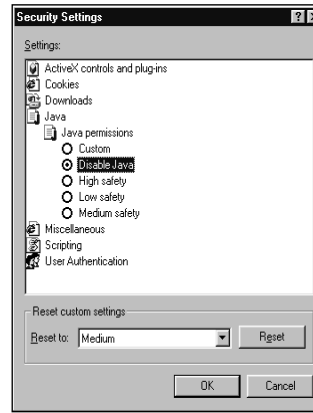 Security Settings
Settings:
ActiveX controls and plug-ins
Cookies
Downloads
Java
Java permissions
Custom
Disable Java
High safety
Low safety
Medium safety
Miscellaneous
Scripting
User Authentication
Reset custom settings
Reset to: Medium Reset
OK Cancel